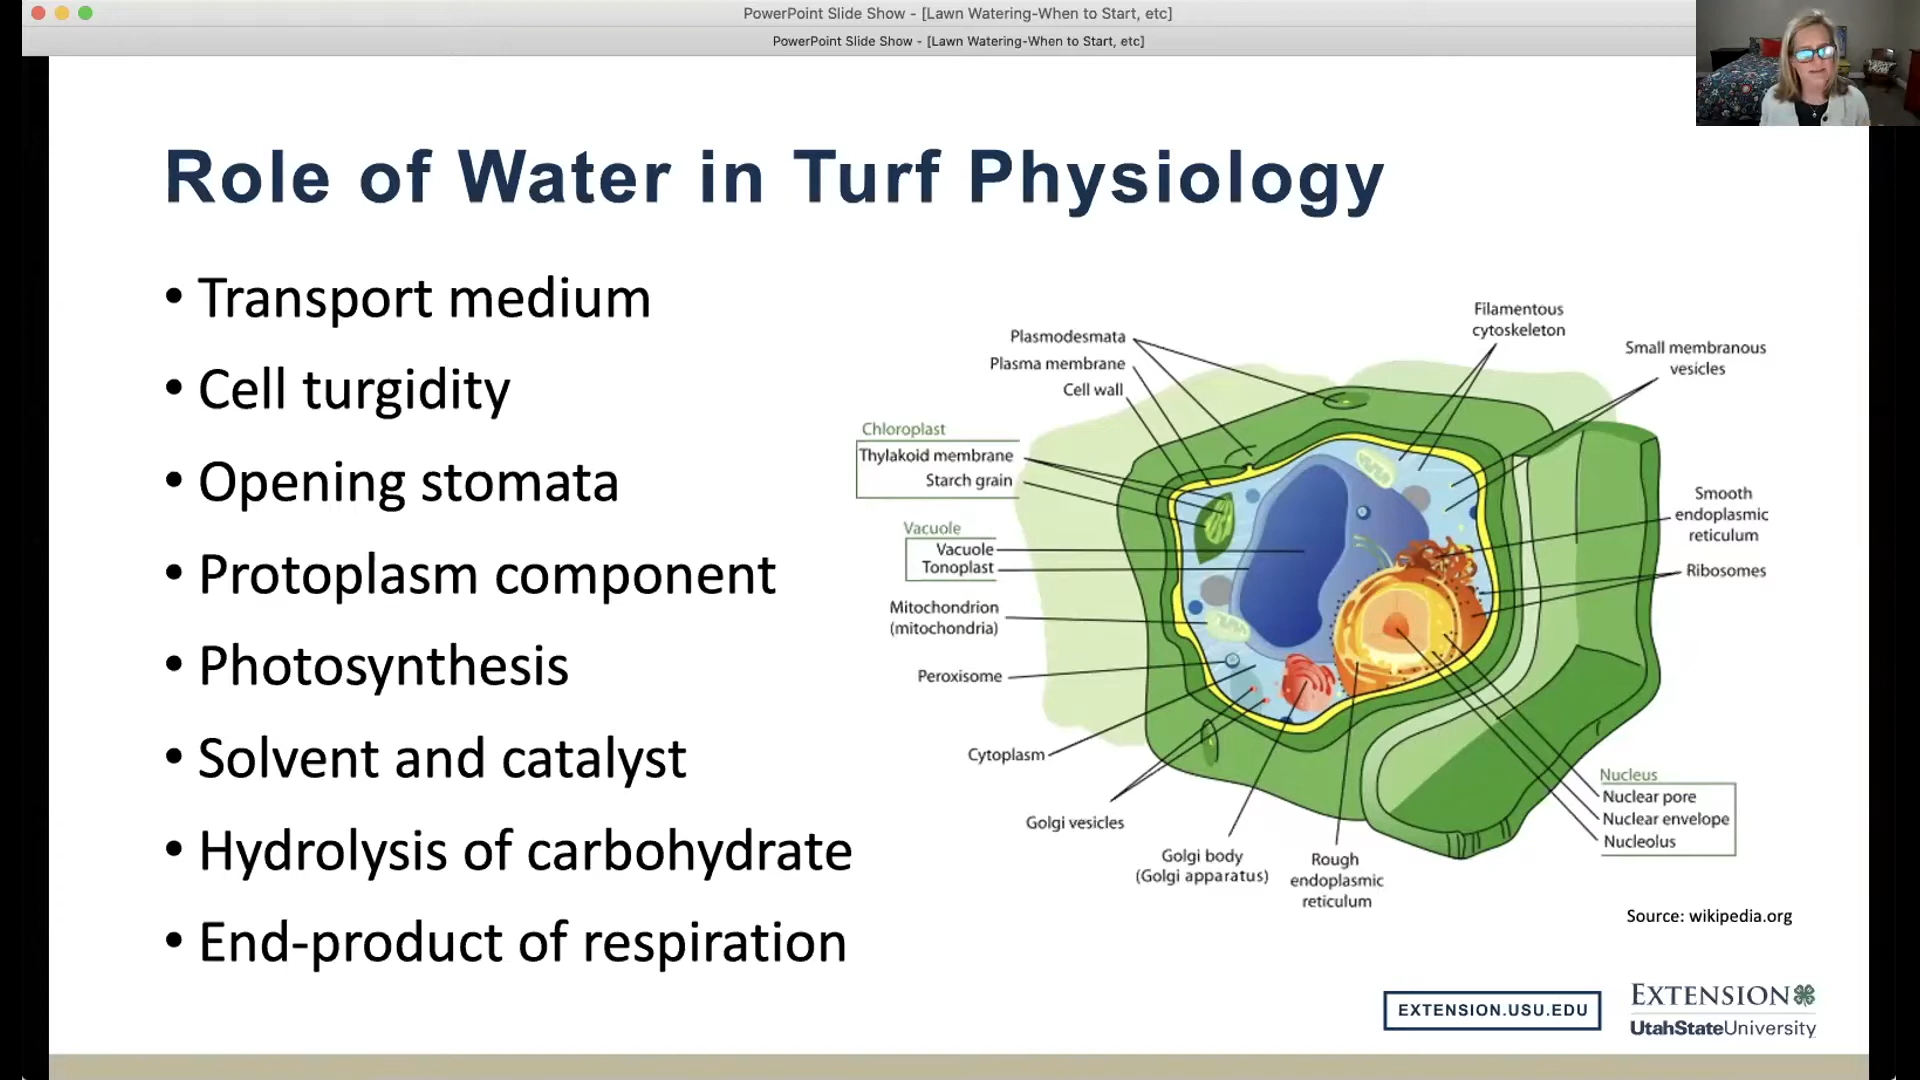 PowerPoint Slide Show - [Lawn Watering-When to Start, etc]
PowerPoint Slide Show - [Lawn Watering-When to Start, etc]
Role of Water in Turf Physiology
• Transport medium
• Cell turgidity
• Opening stomata
• Protoplasm component
• Photosynthesis
• Solvent and catalyst
• Hydrolysis of carbohydrate
• End-product of respiration
Plasmodesmata
Plasma membrane
Cell wall
Chloroplast
Thylakoid membrane
Starch grain
Vacuole
Vacuole
Tonoplast
Mitochondrion
(mitochondria)
Peroxisome
Cytoplasm
Golgi vesicles
Golgi body
(Golgi apparatus)
Rough
endoplasmic
reticulum
Filamentous
cytoskeleton
Small membranous
vesicles
Smooth
endoplasmic
reticulum
Ribosomes
Nucleus
Nuclear pore
Nuclear envelope
Nucleolus
Source: wikipedia.org
EXTENSION.USU.EDU
EXTENSION
UtahStateUniversity